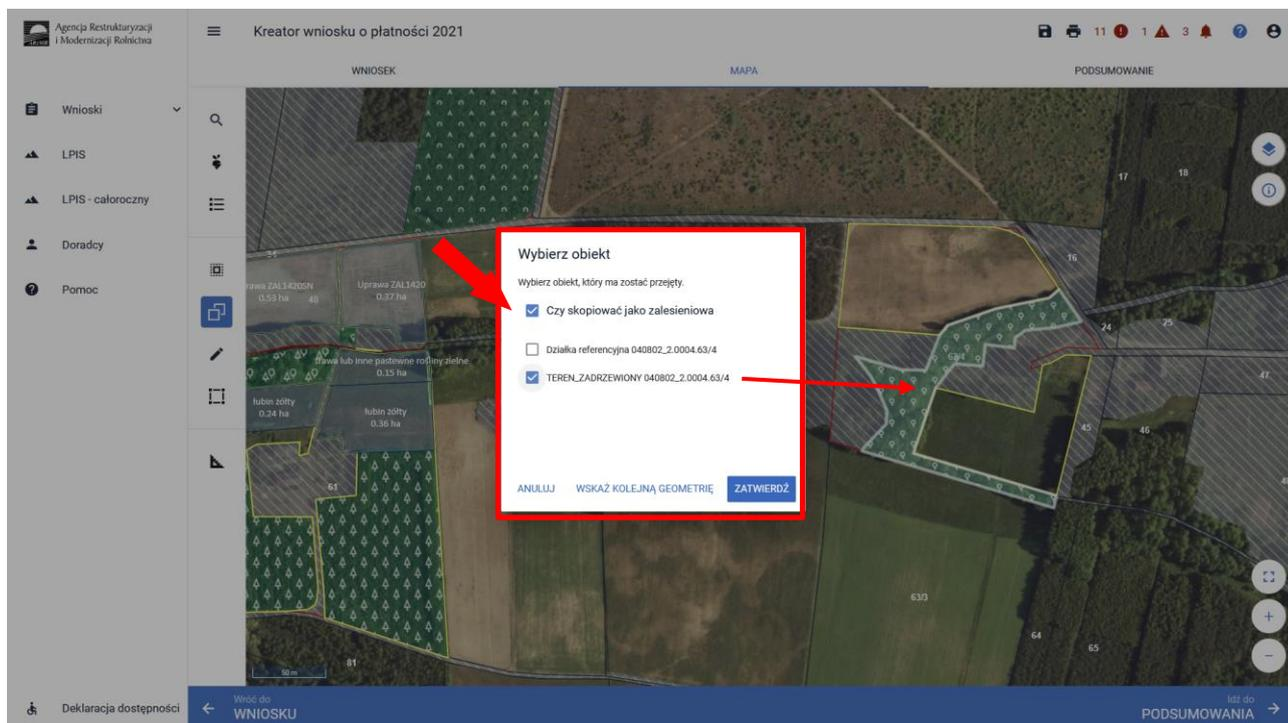 Agencja Restrukturyzacji
i Modernizacji Rolnictwa
Kreator wniosku o płatności 2021
11 1 3
WNIOSEK MAPA PODSUMOWANIE
Wnioski
LPIS
LPIS - całoroczny
Doradcy
Pomoc
17 18
16
Uprawa ZAL1420
0.53 ha 48 0.37 ha
24 25
63/4
trawa lub inne pastewne rośliny zielne
0.15 ha
47
łubin żółty
0.24 ha
łubin żółty
0.36 ha
45 46
61
63/3
64
65
81
50 m
Wybierz obiekt
Wybierz obiekt, który ma zostać przejęty.
Czy skopiować jako zalesieniowa
Działka referencyjna 040802_2.0004.63/4
TEREN_ZADRZEWIONY 040802_2.0004.63/4
ANULUJ WSKAŻ KOLEJNĄ GEOMETRIĘ ZATWIERDŹ
Deklaracja dostępności
Wróć do
WNIOSKU
Idź do
PODSUMOWANIA